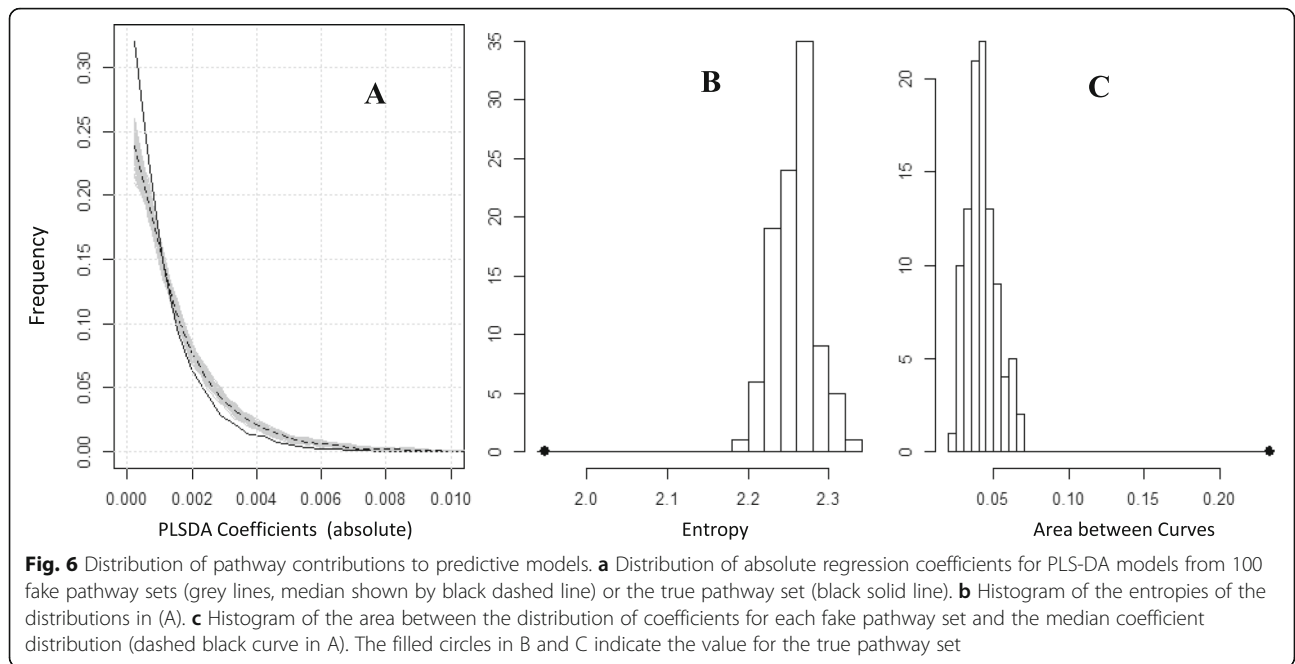 A
Frequency
0.30
0.25
0.20
0.15
0.10
0.05
0.00
0.000 0.002 0.004 0.006 0.008 0.010
PLSDA Coefficients (absolute)
B
35
30
25
20
15
10
5
0
2.0 2.1 2.2 2.3
Entropy
C
20
15
10
5
0
0.05 0.10 0.15 0.20
Area between Curves
Fig. 6 Distribution of pathway contributions to predictive models. a Distribution of absolute regression coefficients for PLS-DA models from 100
fake pathway sets (grey lines, median shown by black dashed line) or the true pathway set (black solid line). b Histogram of the entropies of the
distributions in (A). c Histogram of the area between the distribution of coefficients for each fake pathway set and the median coefficient
distribution (dashed black curve in A). The filled circles in B and C indicate the value for the true pathway set